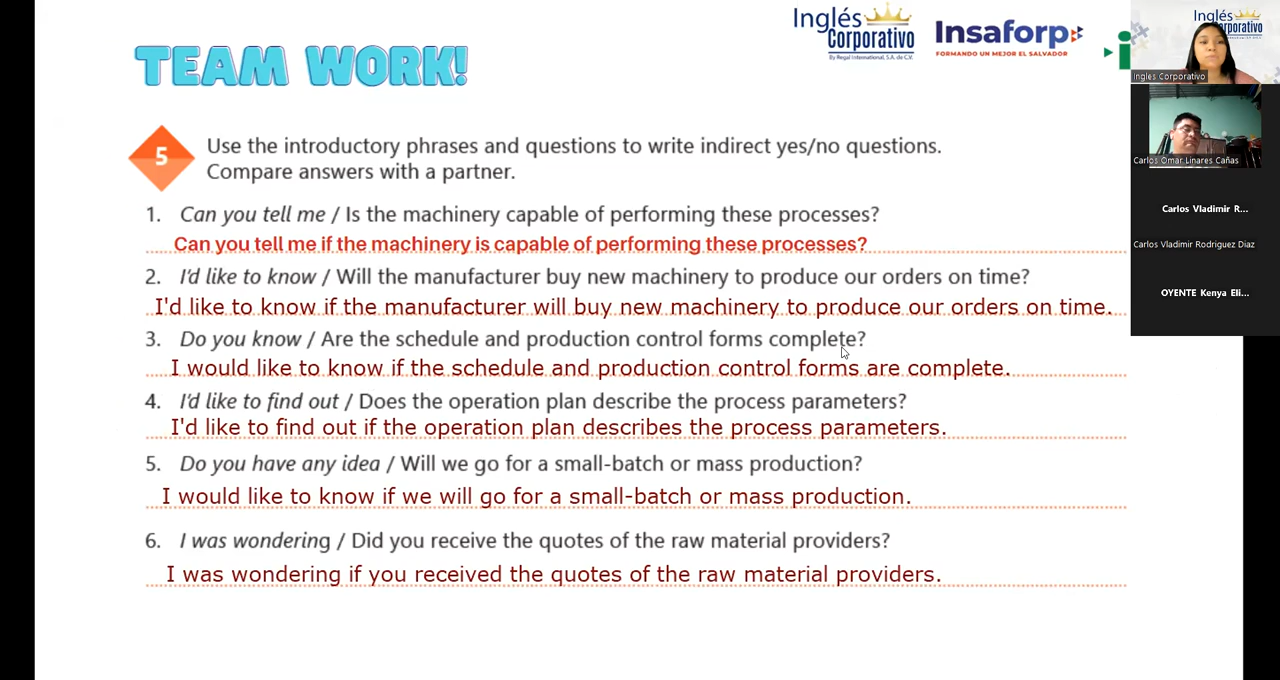 Inglés
Corporativo
By Regal International, S.A. de C.V.
Insaforp
FORMANDO UN MEJOR EL SALVADOR
Inglés
Corporativo
Ingles Corporativo
TEAM WORK!
5
Use the introductory phrases and questions to write indirect yes/no questions.
Compare answers with a partner.
Carlos Omar Linares Cañas
1. Can you tell me / Is the machinery capable of performing these processes?
Carlos Vladimir R...
Can you tell me if the machinery is capable of performing these processes?
Carlos Vladimir Rodriguez Diaz
2. I'd like to know / Will the manufacturer buy new machinery to produce our orders on time?
OYENTE Kenya Eli...
I'd like to know if the manufacturer will buy new machinery to produce our orders on time.
3. Do you know / Are the schedule and production control forms complete?
I would like to know if the schedule and production control forms are complete.
4. I'd like to find out / Does the operation plan describe the process parameters?
I'd like to find out if the operation plan describes the process parameters.
5. Do you have any idea / Will we go for a small-batch or mass production?
I would like to know if we will go for a small-batch or mass production.
6. I was wondering / Did you receive the quotes of the raw material providers?
I was wondering if you received the quotes of the raw material providers.